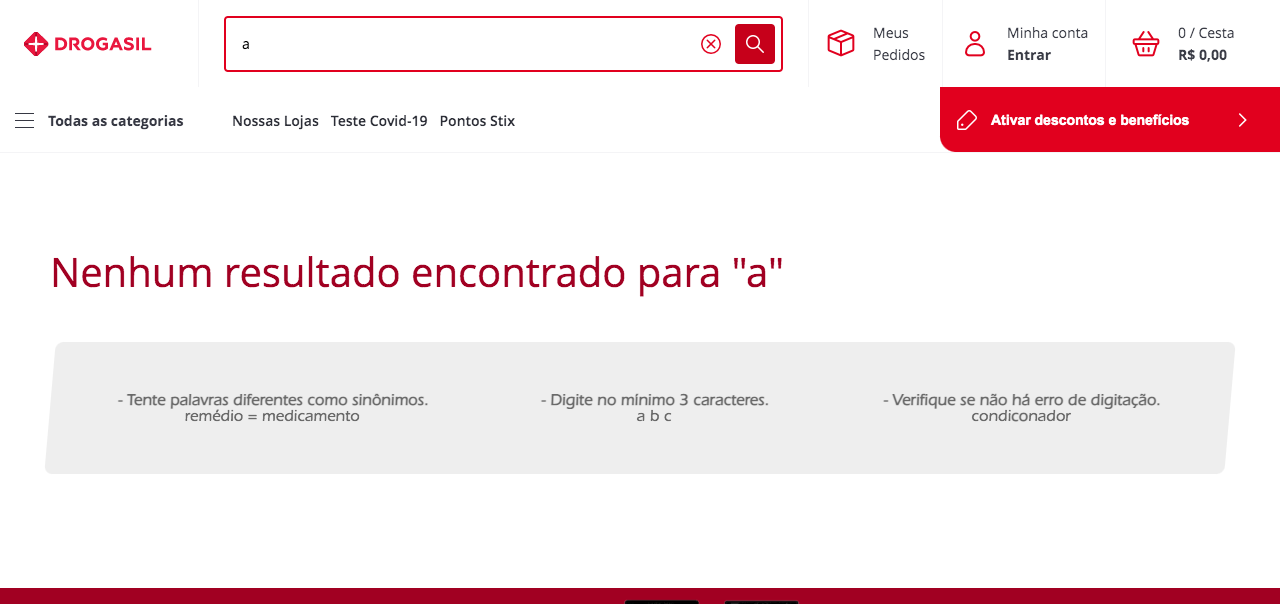 DROGASIL
a
Meus
Pedidos
Minha conta
Entrar
0 / Cesta
R$ 0,00
Todas as categorias
Nossas Lojas
Teste Covid-19
Pontos Stix
Ativar descontos e benefícios
Nenhum resultado encontrado para "a"
- Tente palavras diferentes como sinônimos.
remédio = medicamento
- Digite no mínimo 3 caracteres.
a b c
- Verifique se não há erro de digitação.
condiconador